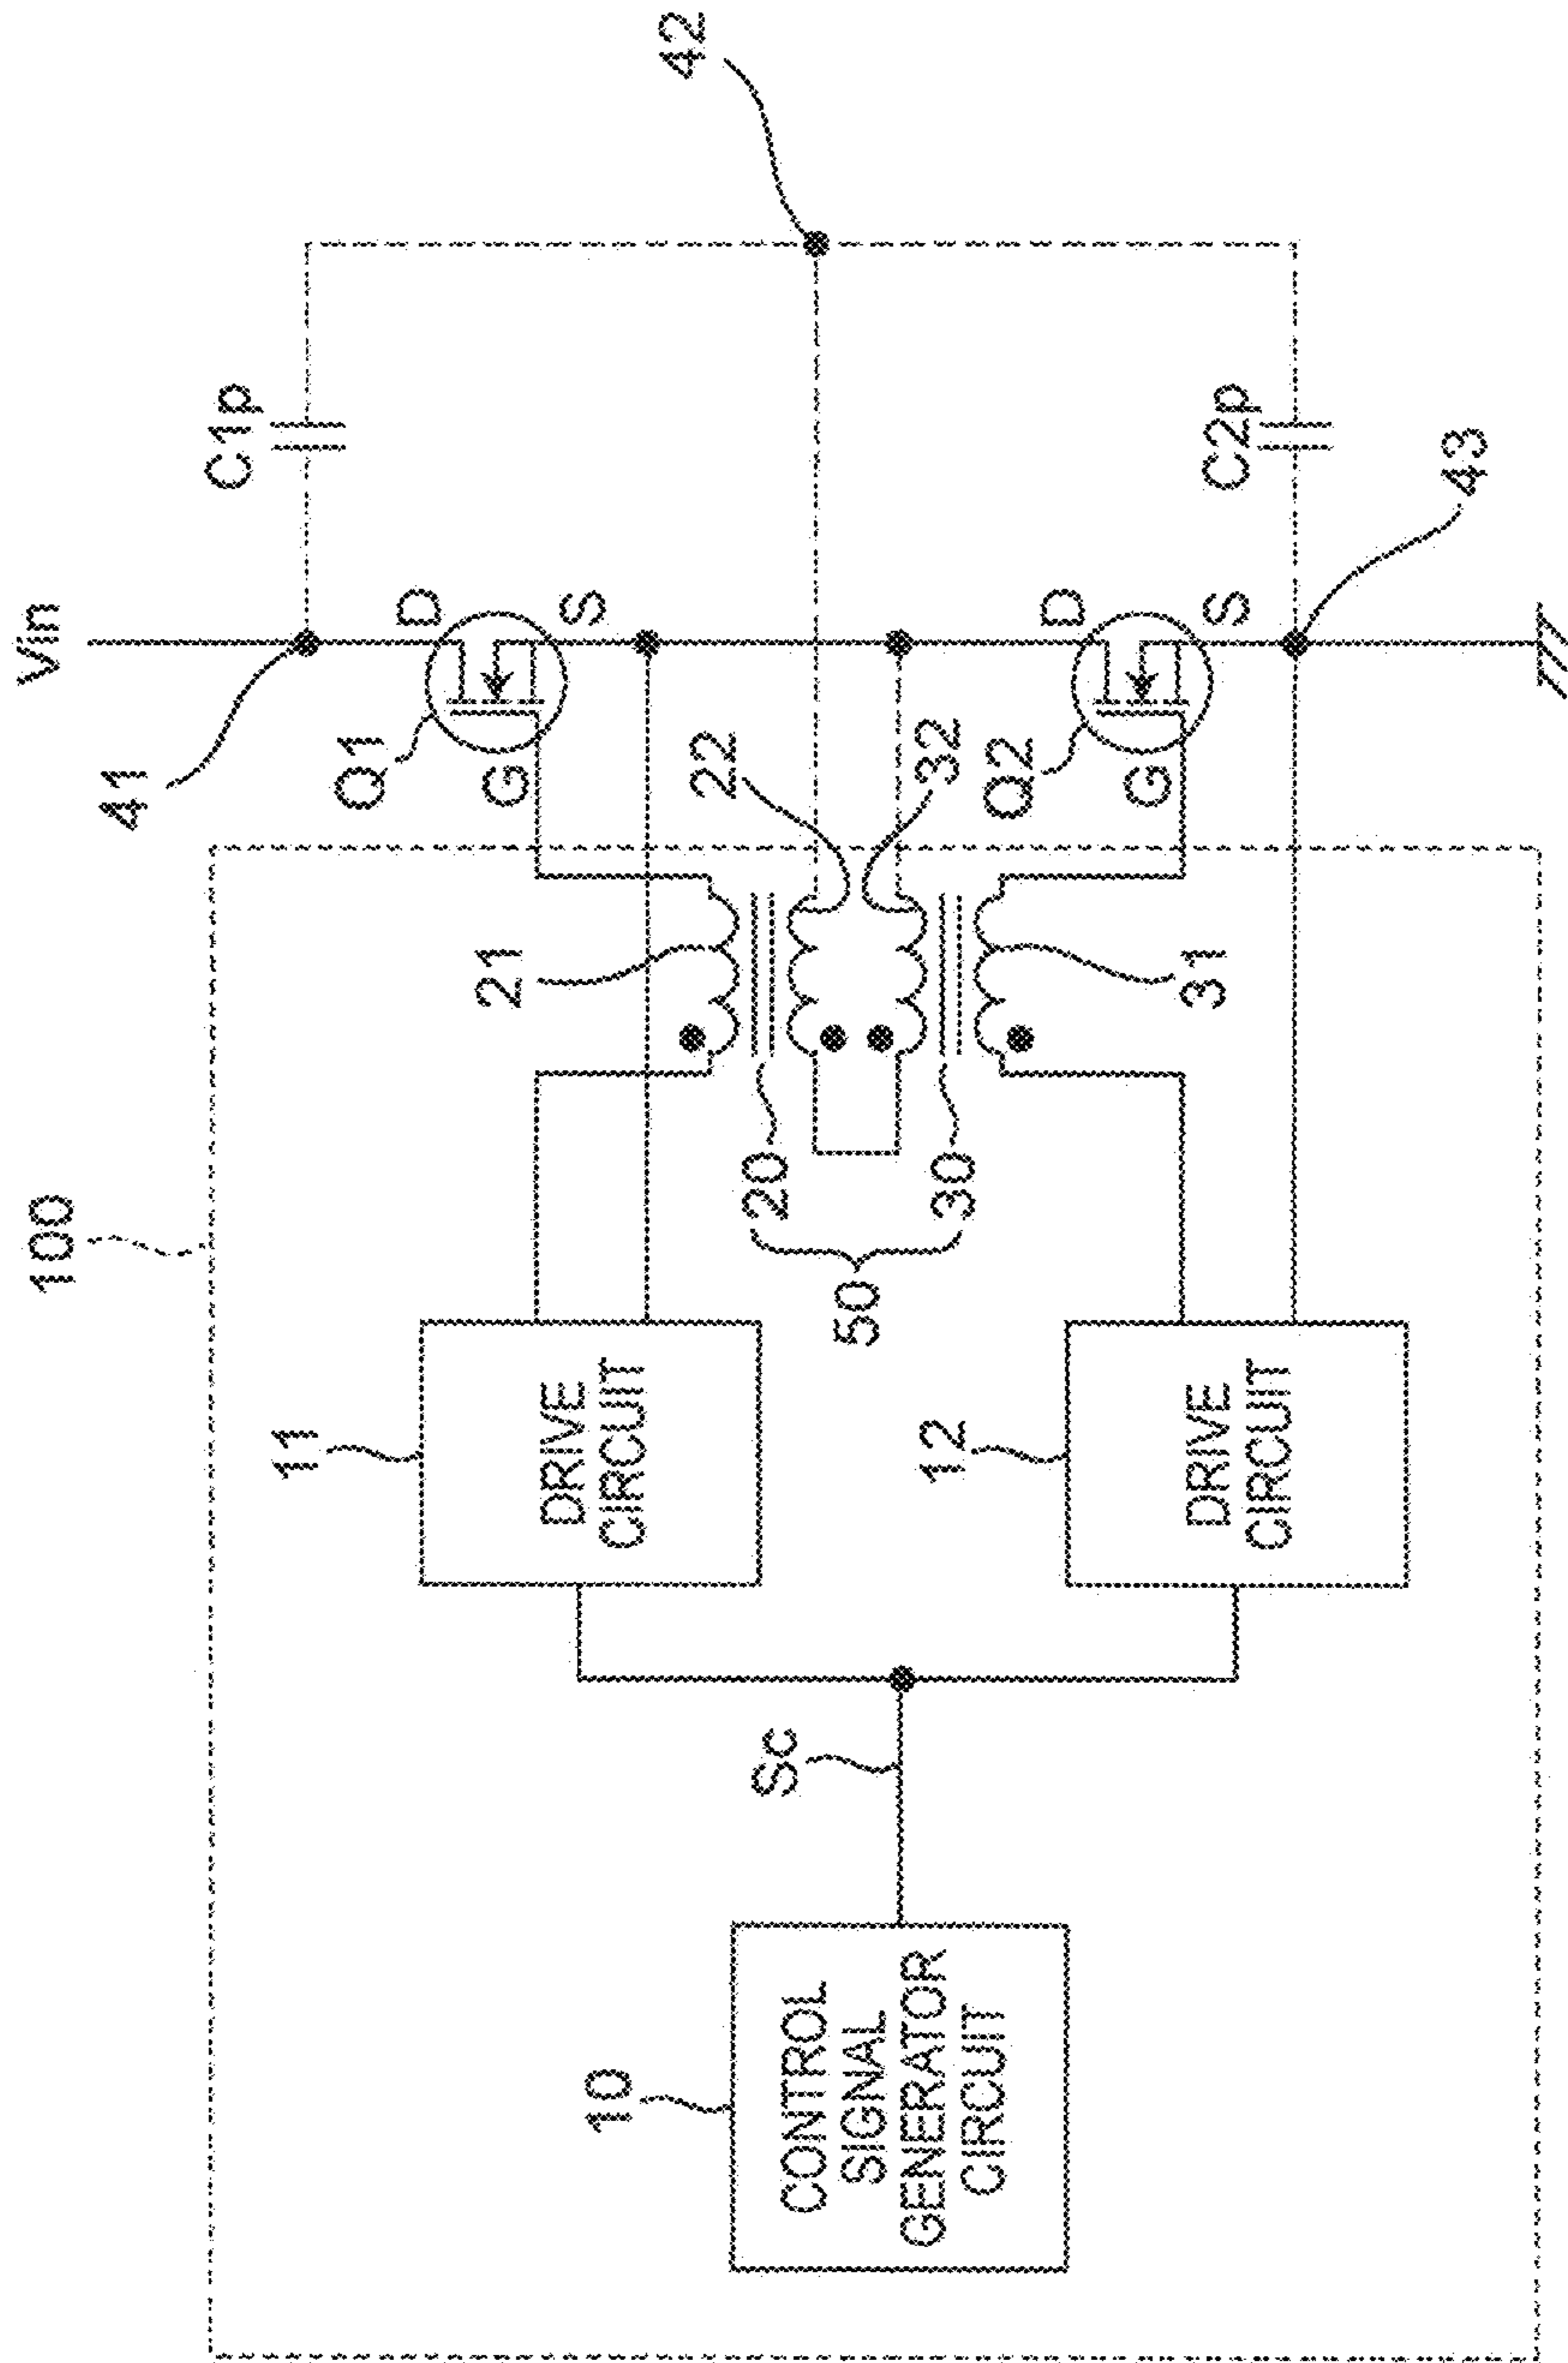 100
Vin
41
C1p
11
DRIVE
CIRCUIT
21
Q1
D
G
S
42
10
CONTROL
SIGNAL
GENERATOR
CIRCUIT
Sc
20
50
30
22
32
12
DRIVE
CIRCUIT
31
Q2
D
G
S
C2p
43